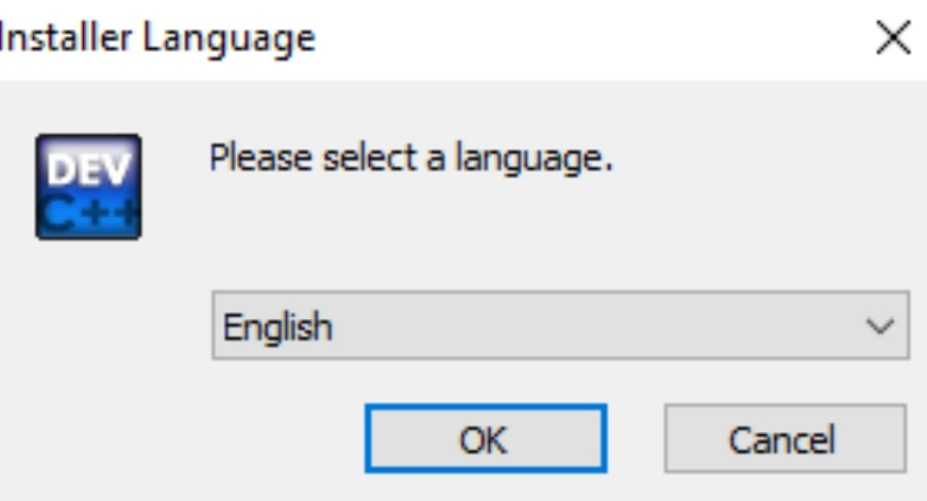 Installer Language
DEV
C++
Please select a language.
English
OK
Cancel